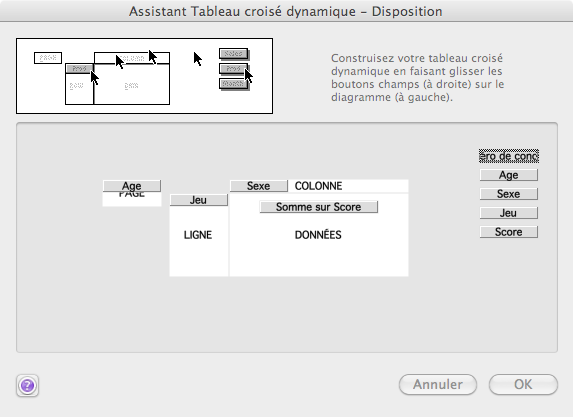 Assistant Tableau croisé dynamique – Disposition
Construisez votre tableau croisé
dynamique en faisant glisser les
boutons champs (à droite) sur le
diagramme (à gauche).
Age
PAGE
Sexe
COLONNE
Jeu
Somme sur Score
LIGNE
DONNÉES
éro de conc
Age
Sexe
Jeu
Score
?
Annuler
OK